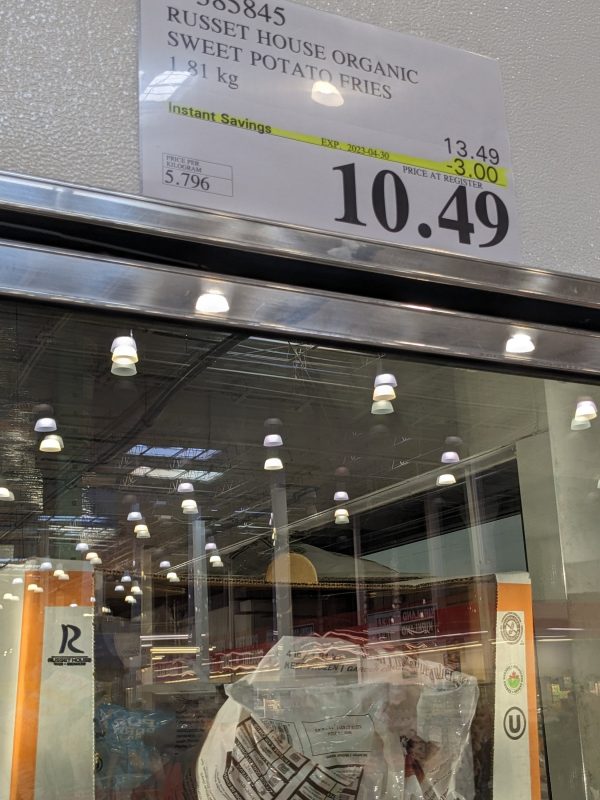 385845
RUSSET HOUSE ORGANIC
SWEET POTATO FRIES
1.81 kg
Instant Savings
EXP. 2023-04-30
13.49
-3.00
PRICE AT REGISTER
10.49
PRICE PER
KILOGRAM
5.796
R
RUSSET HOUSE
U